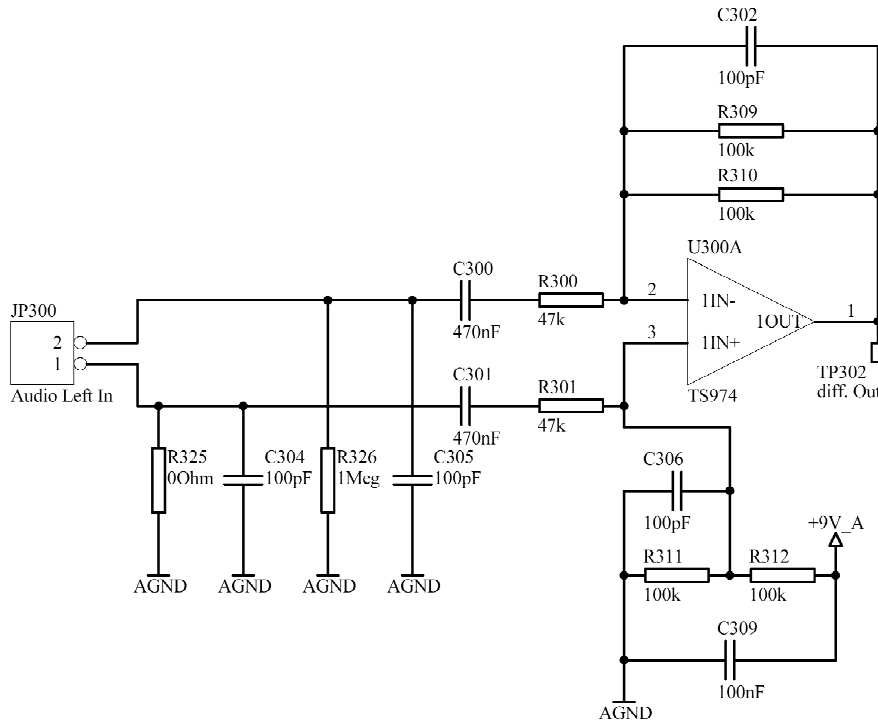 C302
100pF
R309
100k
R310
100k
U300A
C300
470nF
R300
47k
2
1IN-
1OUT
1
3
1IN+
TS974
TP302
diff. Out
JP300
2
1
Audio Left In
C301
470nF
R301
47k
R325
0Ohm
C304
100pF
R326
1Meg
C305
100pF
C306
100pF
+9V_A
R311
100k
R312
100k
C309
100nF
AGND
AGND
AGND
AGND
AGND